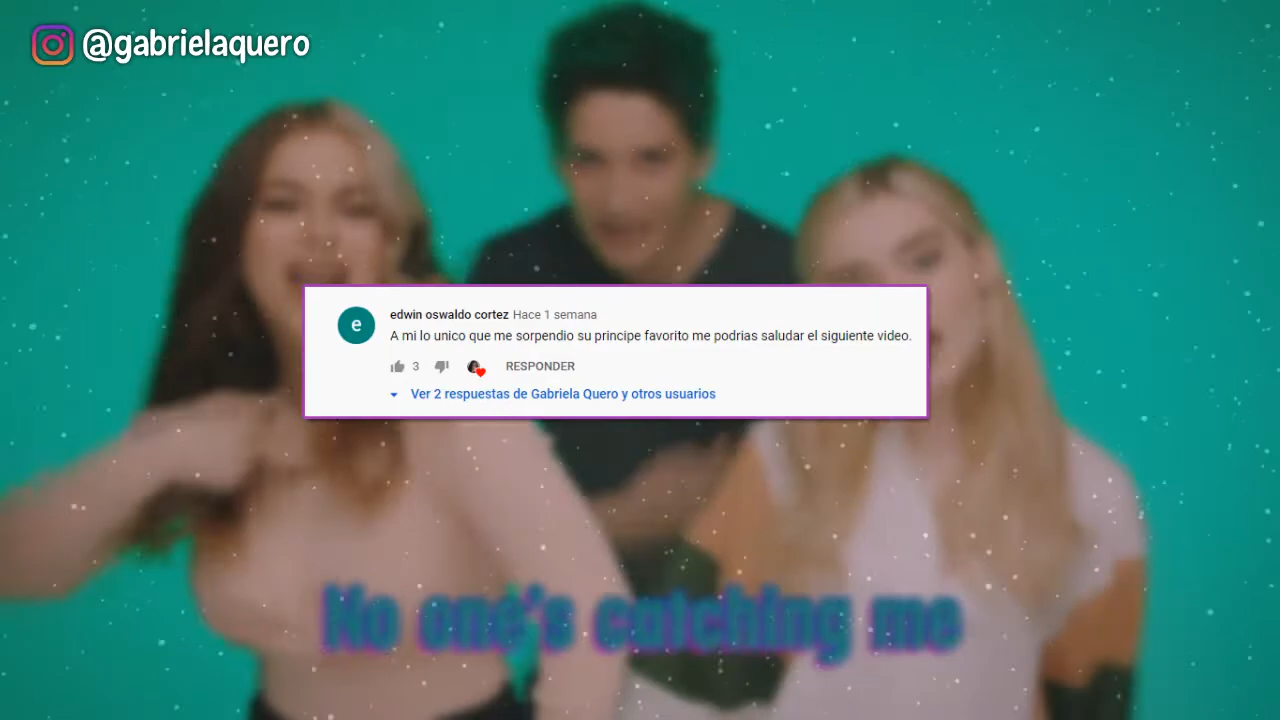 @gabrielaquero
edwin oswaldo cortez Hace 1 semana
A mi lo unico que me sorpendio su principe favorito me podrias saludar el siguiente video.
3 RESPONDER
Ver 2 respuestas de Gabriela Quero y otros usuarios
No one's catching me